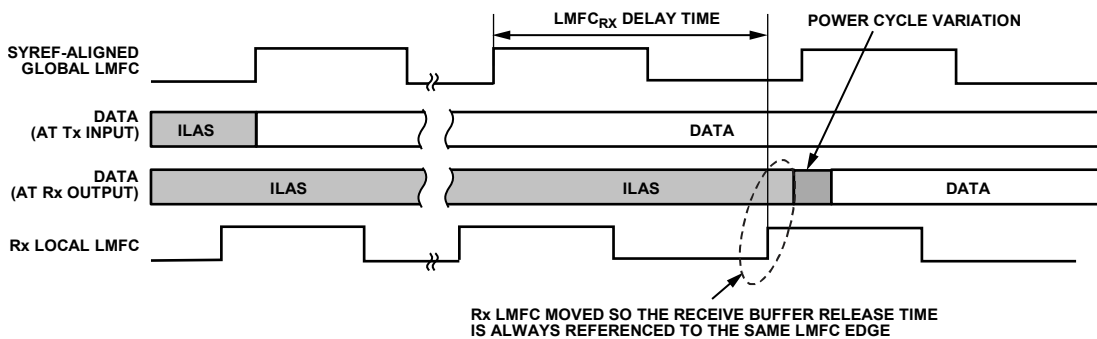 LMFCRX DELAY TIME
POWER CYCLE VARIATION
SYREF-ALIGNED
GLOBAL LMFC
DATA
(AT Tx INPUT)
ILAS
DATA
DATA
(AT Rx OUTPUT)
ILAS
ILAS
DATA
Rx LOCAL LMFC
Rx LMFC MOVED SO THE RECEIVE BUFFER RELEASE TIME
IS ALWAYS REFERENCED TO THE SAME LMFC EDGE